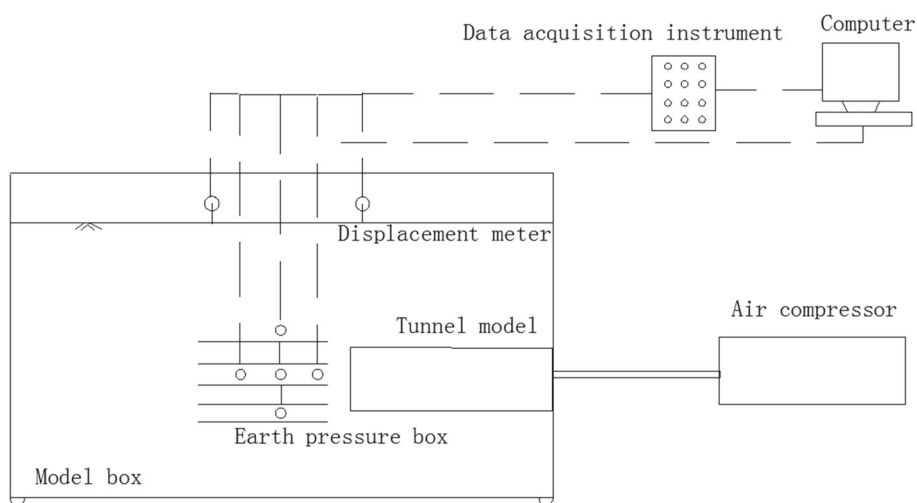 Computer
Data acquisition instrument
Displacement meter
Air compressor
Tunnel model
Earth pressure box
Model box